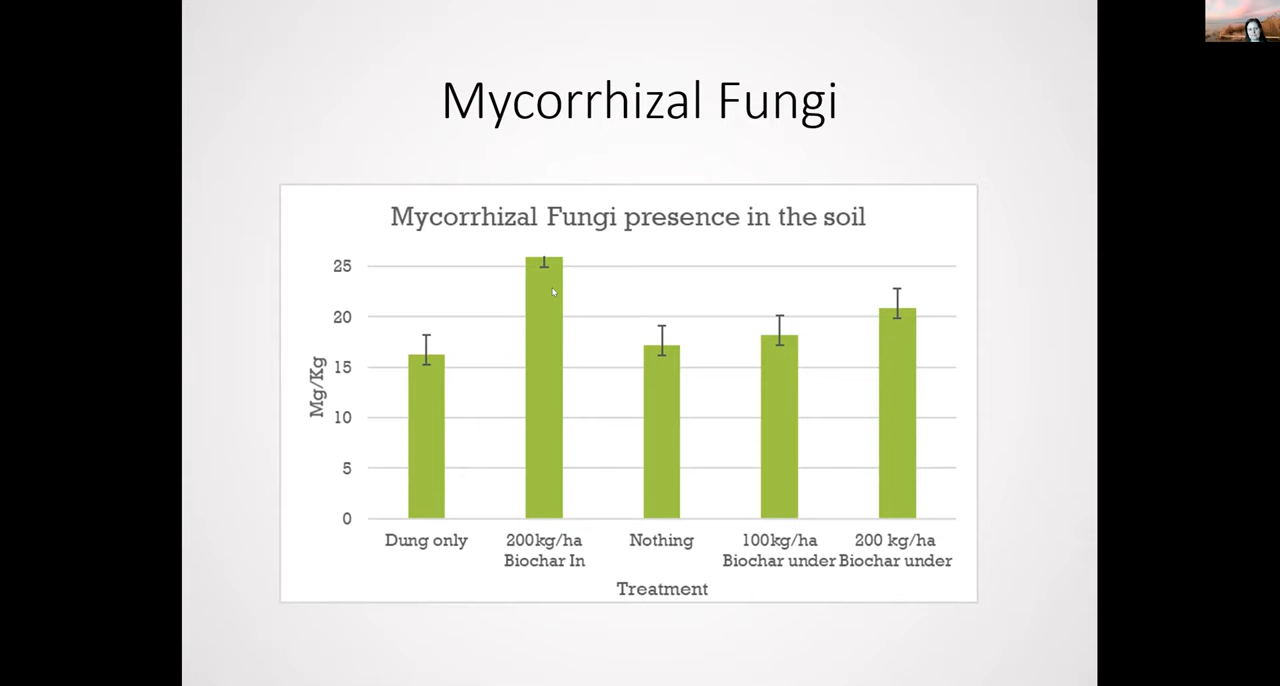 Mycorrhizal Fungi
Mycorrhizal Fungi presence in the soil
25
20
15
10
5
0
Mg/Kg
Dung only
200kg/ha
Biochar In
Nothing
100kg/ha
Biochar under
200 kg/ha
Biochar under
Treatment